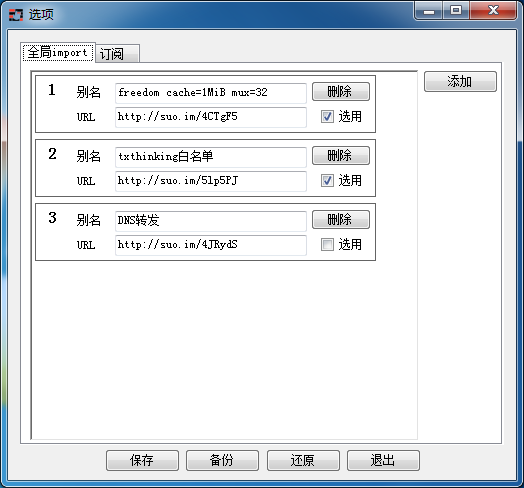 选项
全局import 订阅
添加
1 别名 freedom cache=1MiB mux=32 删除
URL http://suo.im/4CTgF5 选用
2 别名 txthinking白名单 删除
URL http://suo.im/5lp5PJ 选用
3 别名 DNS转发 删除
URL http://suo.im/4JRydS 选用
保存 备份 还原 退出